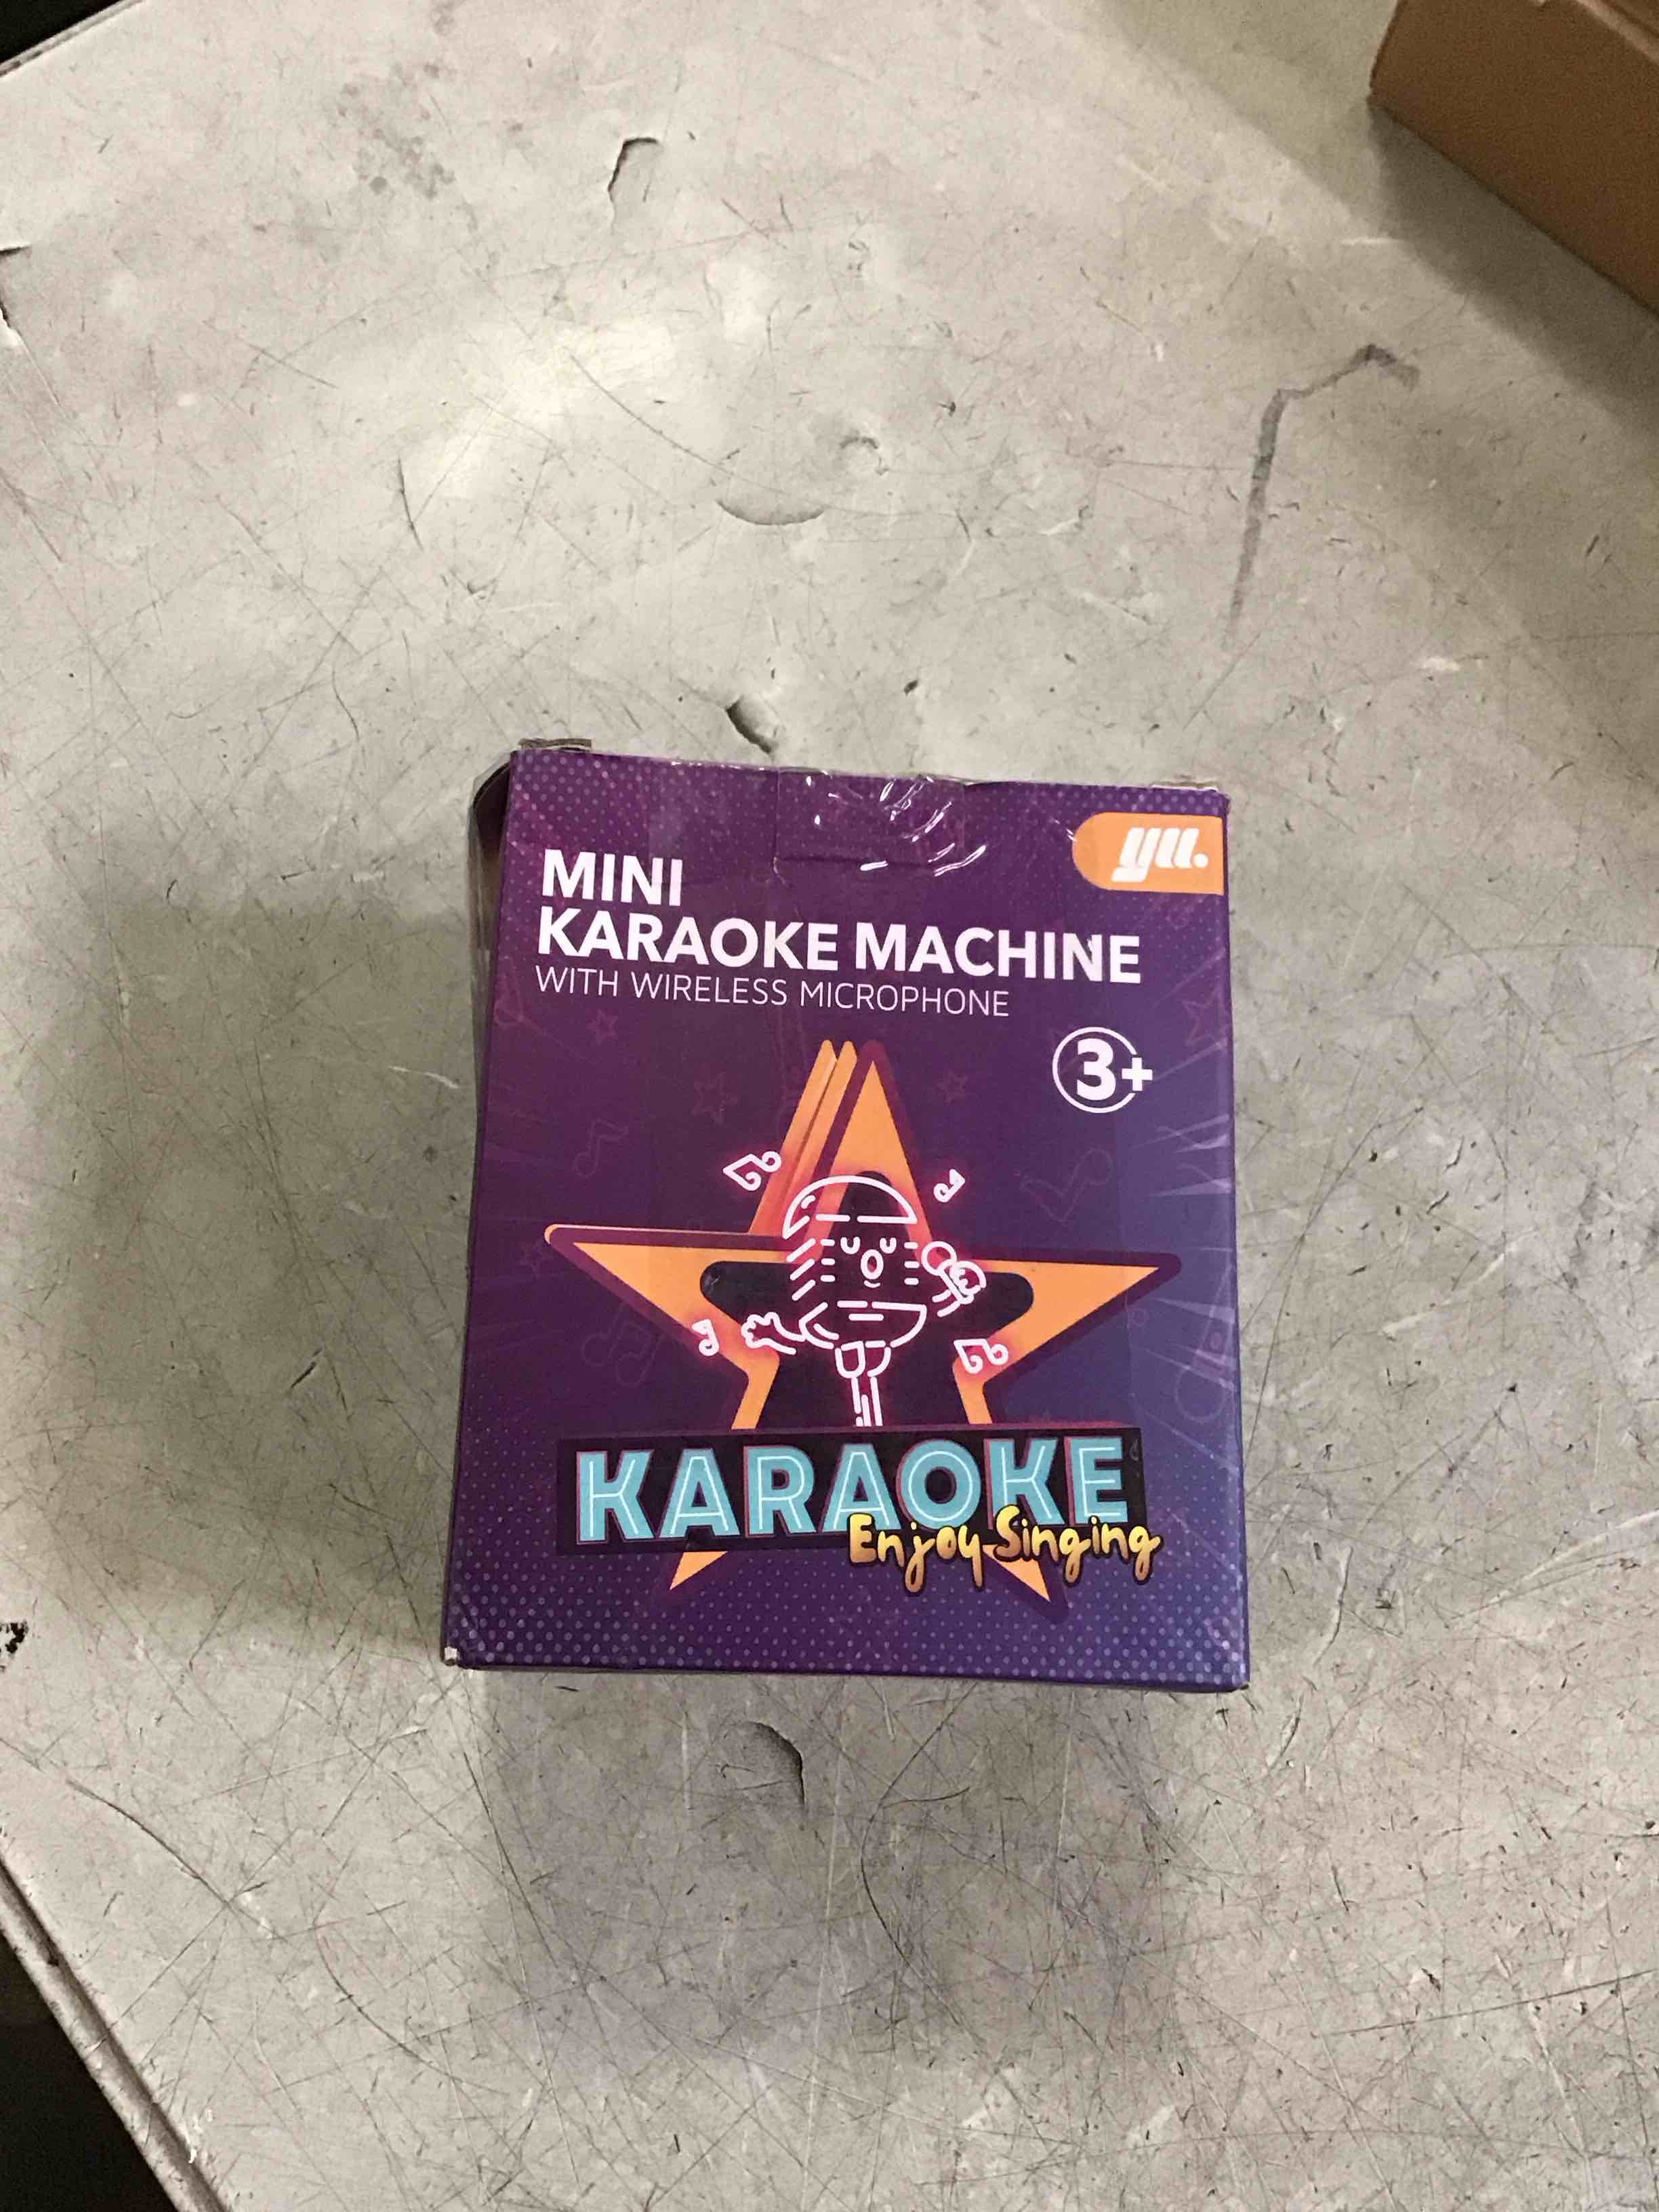 yu.
MINI
KARAOKE MACHINE
WITH WIRELESS MICROPHONE
3+
KARAOKE
Enjoy Singing